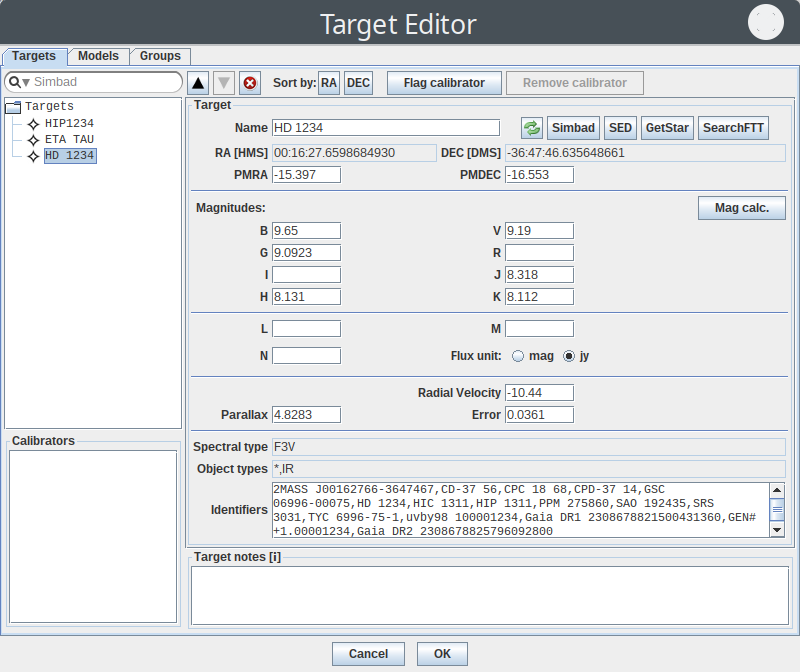 Target Editor
Targets Models Groups
Simbad
Sort by: RA DEC Flag calibrator Remove calibrator
Targets
HIP1234
ETA TAU
HD 1234
Target
Name HD 1234 Simbad SED GetStar SearchFTT
RA [HMS] 00:16:27.6598684930 DEC [DMS] -36:47:46.635648661
PMRA -15.397 PMDEC -16.553
Magnitudes: Mag calc.
B 9.65 V 9.19
G 9.0923 R
I J 8.318
H 8.131 K 8.112
L M
N Flux unit: mag jy
Radial Velocity -10.44
Parallax 4.8283 Error 0.0361
Spectral type F3V
Object types *,IR
Identifiers
2MASS J00162766-3647467,CD-37 56,CPC 18 68,CPD-37 14,GSC
06996-00075,HD 1234,HIC 1311,HIP 1311,PPM 275860,SAO 192435,SRS
3031,TYC 6996-75-1,uvby98 100001234,Gaia DR1 2308678821500431360,GEN#
+1.00001234,Gaia DR2 2308678825796092800
Calibrators
Target notes [i]
Cancel OK